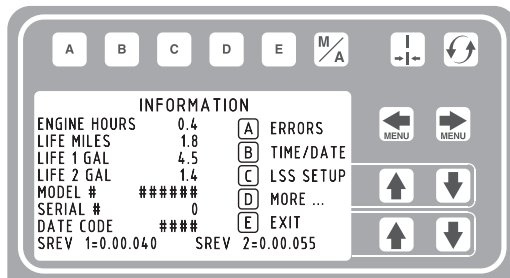 A B C D E M/A
INFORMATION
ENGINE HOURS 0.4
LIFE MILES 1.8
LIFE 1 GAL 4.5
LIFE 2 GAL 1.4
MODEL # ######
SERIAL # 0
DATE CODE ####
SREV 1=0.00.040 SREV 2=0.00.055
A ERRORS
B TIME/DATE
C LSS SETUP
D MORE ...
E EXIT
MENU MENU